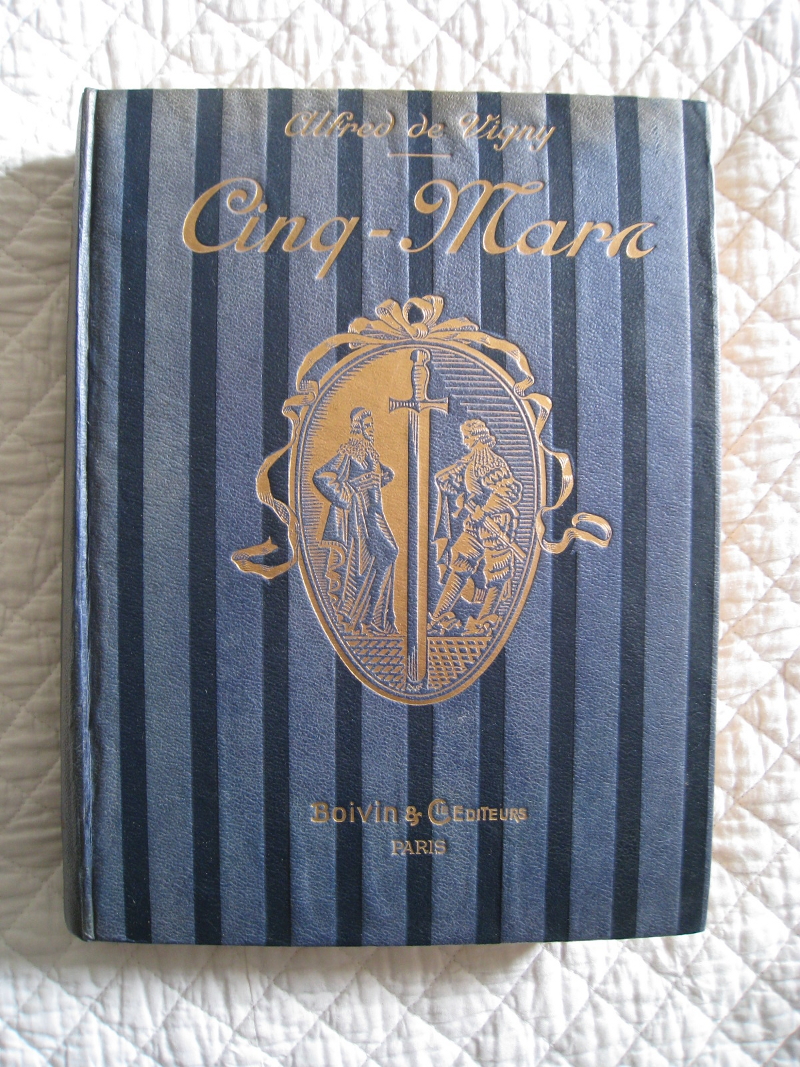 Alfred de Vigny
Cinq-Mars
Boivin & Cie Editeurs
Paris